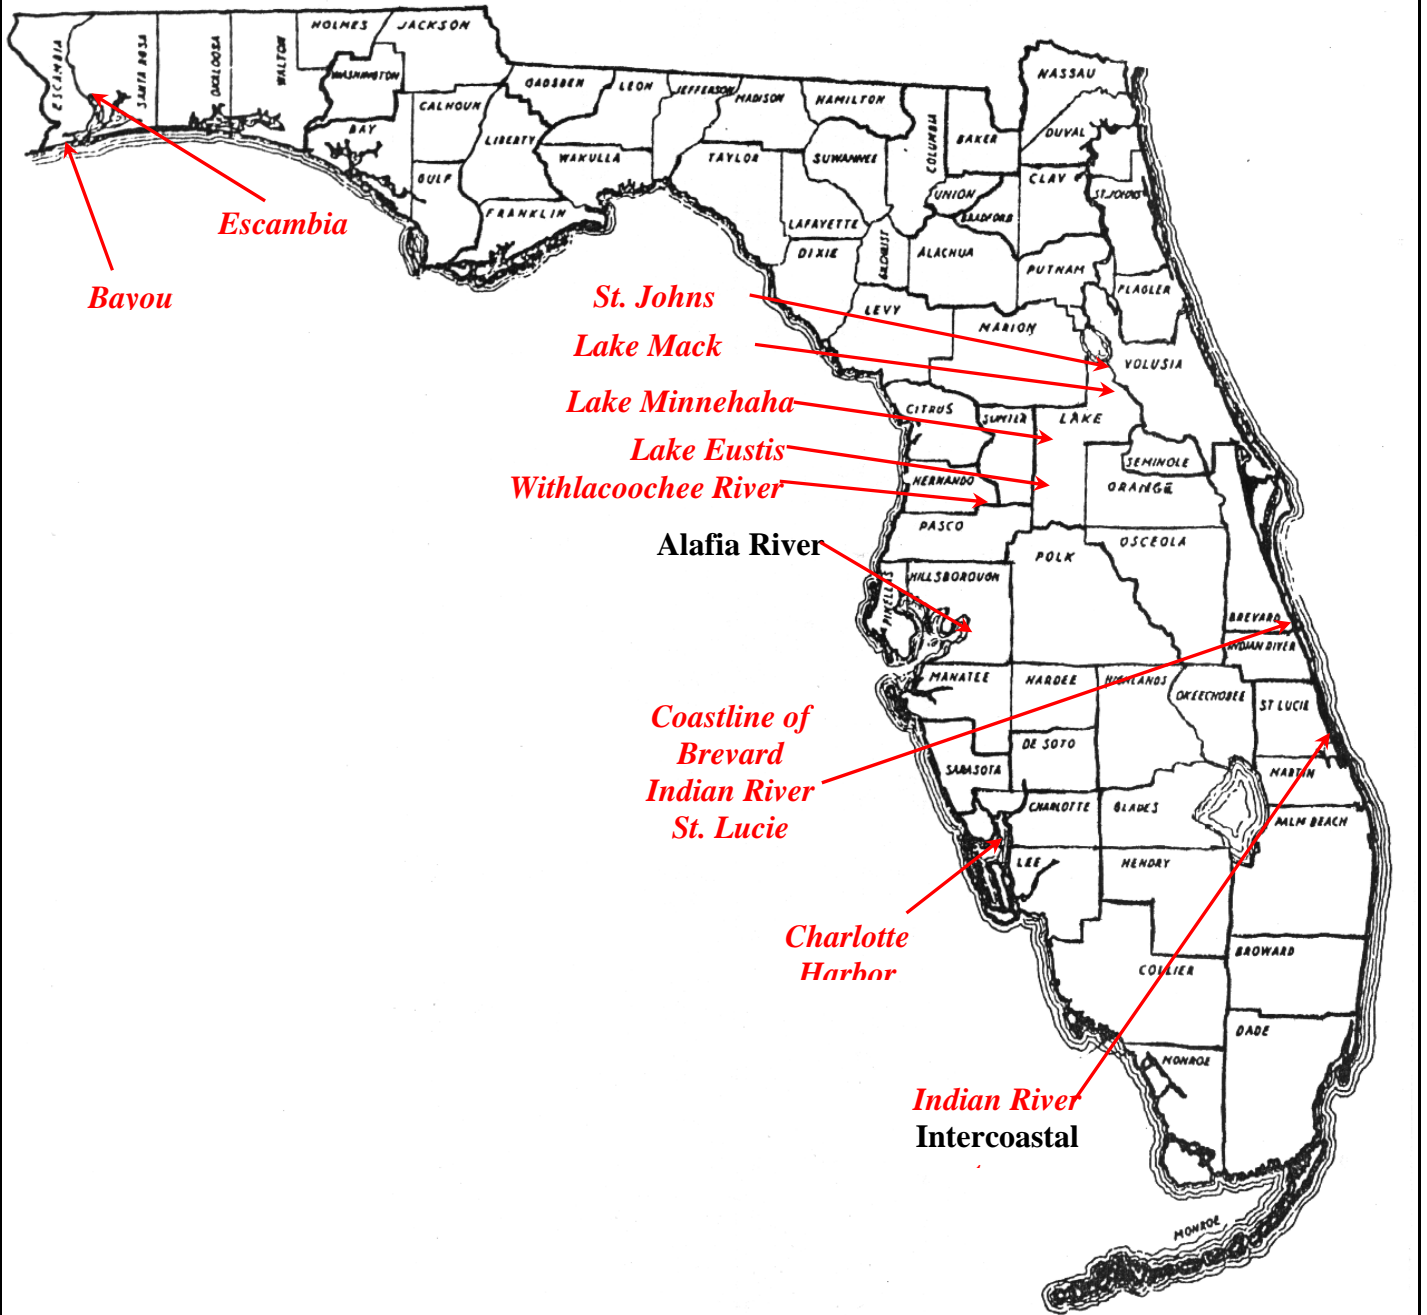 HOLMES
JACKSON
ESCAMBIA
SANTA ROSA
OKALOOSA
WALTON
WASHINGTON
BAY
CALHOUN
GULF
GADSDEN
LIBERTY
LEON
WAKULLA
FRANKLIN
JEFFERSON
MADISON
TAYLOR
HAMILTON
SUWANNEE
LAFAYETTE
DIXIE
COLUMBIA
BAKER
NASSAU
DUVAL
UNION
BRADFORD
CLAY
ST. JOHNS
GILCHRIST
ALACHUA
PUTNAM
FLAGLER
LEVY
MARION
VOLUSIA
Escambia
Bayou
St. Johns
Lake Mack
Lake Minnehaha
Lake Eustis
Withlacoochee River
Alafia River
CITRUS
LAKE
SEMINOLE
ORANGE
HERNANDO
PASCO
OSCEOLA
POLK
HILLSBOROUGH
PINELLAS
BREVARD
INDIAN RIVER
MANATEE
HARDEE
HIGHLANDS
OKEECHOBEE
ST LUCIE
Coastline of
Brevard
Indian River
St. Lucie
DE SOTO
SARASOTA
MARTIN
CHARLOTTE
GLADES
PALM BEACH
LEE
HENDRY
Charlotte
Harbor
BROWARD
COLLIER
DADE
MONROE
Indian River
Intercoastal
MONROE